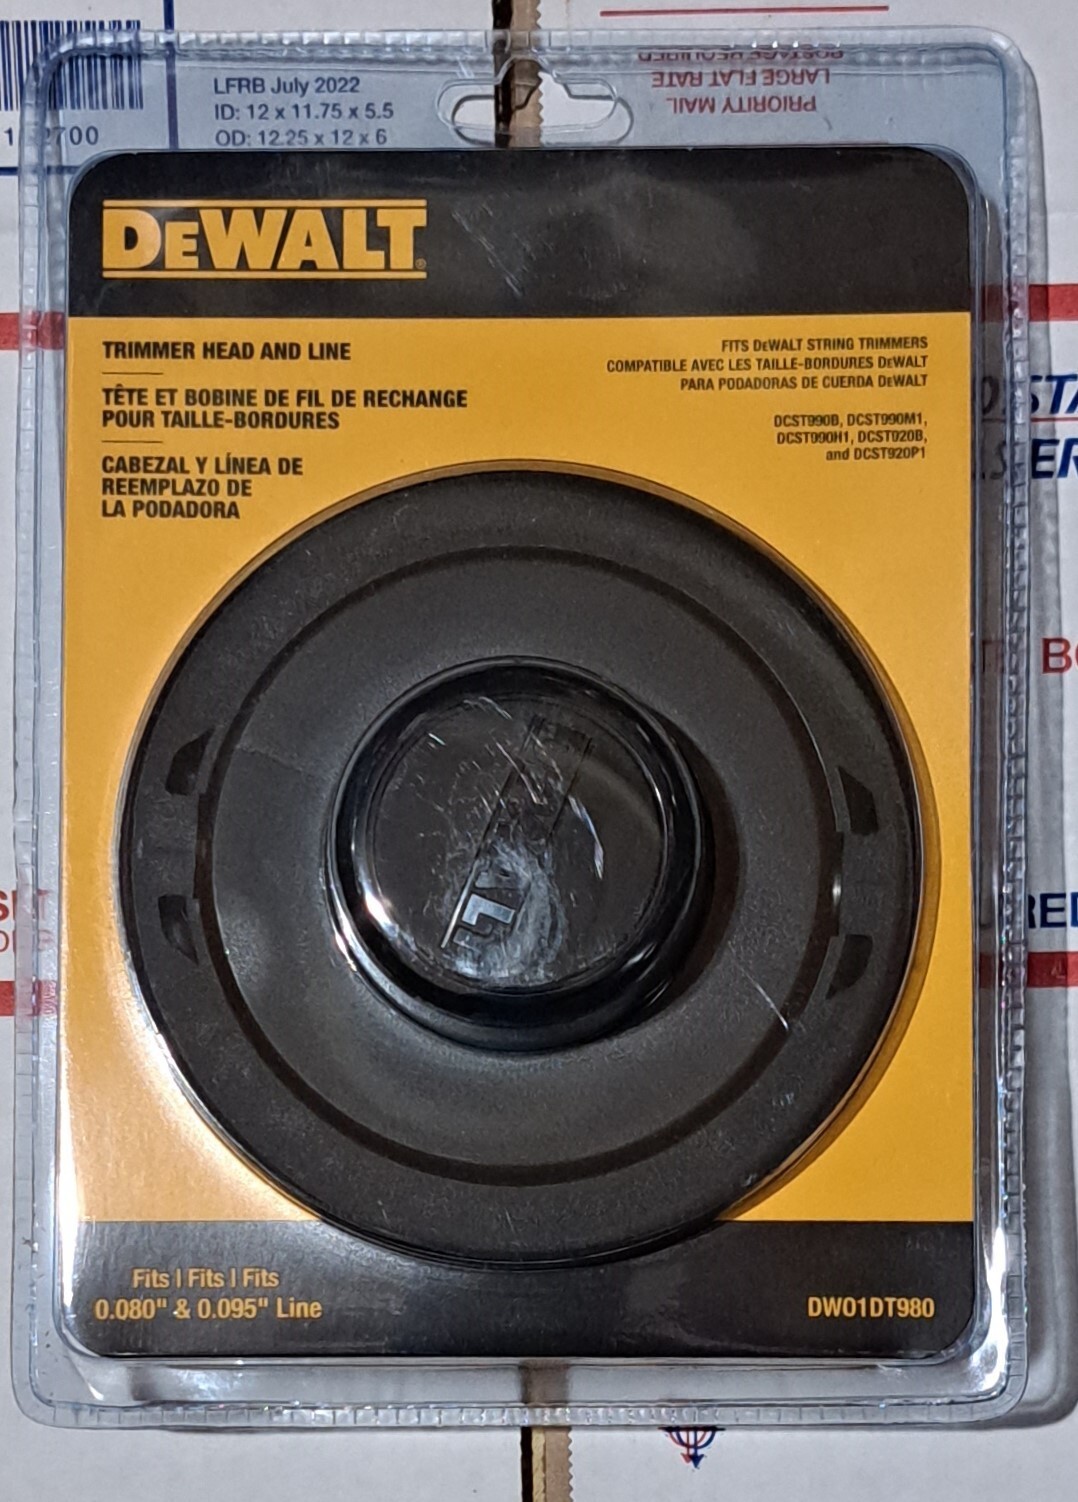 LFRB July 2022
ID: 12 x 11.75 x 5.5
OD: 12.25 x 12 x 6
PRIORITY MAIL
LARGE FLAT RATE
POSTAGE REQUIRED
DEWALT®
TRIMMER HEAD AND LINE
TÊTE ET BOBINE DE FIL DE RECHANGE
POUR TAILLE-BORDURES
CABEZAL Y LÍNEA DE
REEMPLAZO DE
LA PODADORA
FITS DEWALT STRING TRIMMERS
COMPATIBLE AVEC LES TAILLE-BORDURES DEWALT
PARA PODADORAS DE CUERDA DEWALT
DCST990B, DCST990M1,
DCST990H1, DCST920B,
and DCST920P1
Fits | Fits | Fits
0.080" & 0.095" Line
DWO1DT980